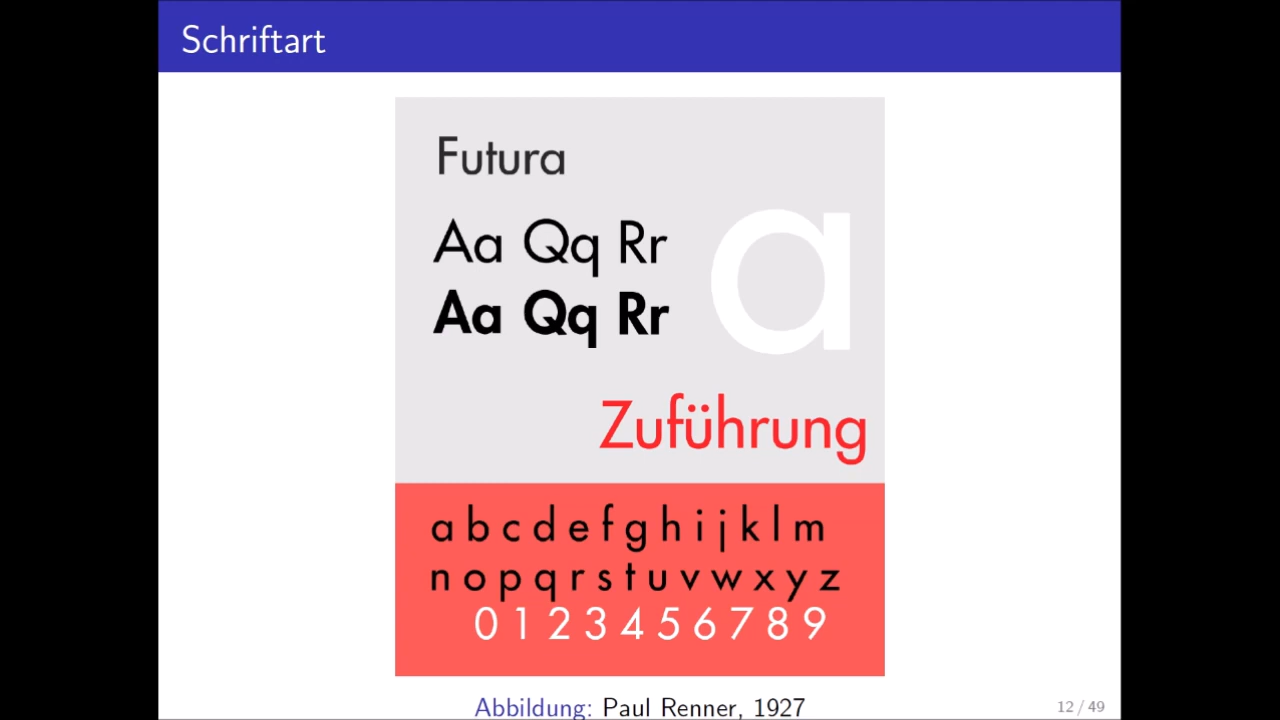 Schriftart
Futura
Aa Qq Rr
a
Aa Qq Rr
Zuführung
a b c d e f g h i j k l m
n o p q r s t u v w x y z
0 1 2 3 4 5 6 7 8 9
Abbildung: Paul Renner, 1927
12 / 49